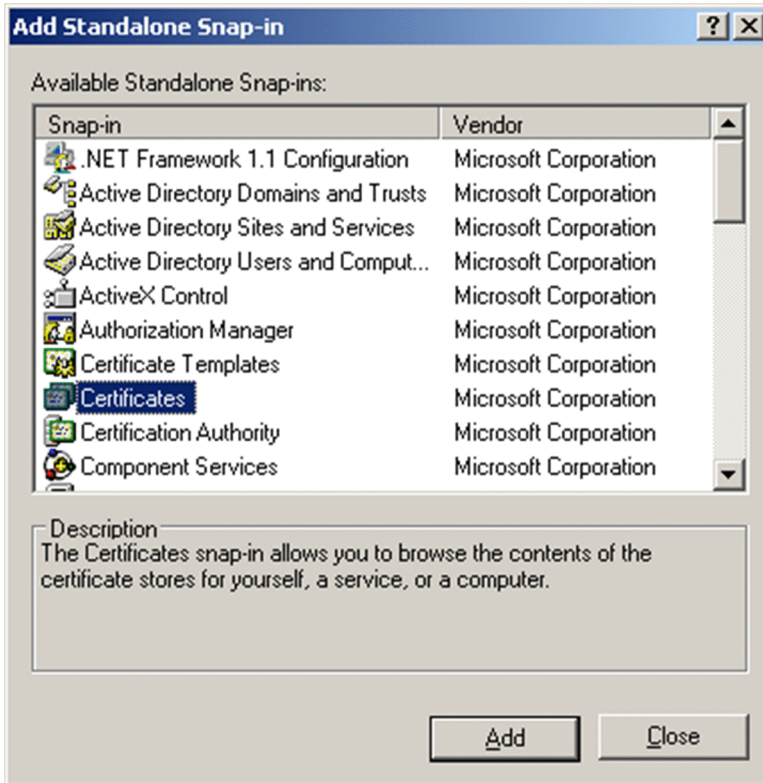 Add Standalone Snap-in
Available Standalone Snap-ins:
Snap-in Vendor
.NET Framework 1.1 Configuration Microsoft Corporation
Active Directory Domains and Trusts Microsoft Corporation
Active Directory Sites and Services Microsoft Corporation
Active Directory Users and Comput... Microsoft Corporation
ActiveX Control Microsoft Corporation
Authorization Manager Microsoft Corporation
Certificate Templates Microsoft Corporation
Certificates Microsoft Corporation
Certification Authority Microsoft Corporation
Component Services Microsoft Corporation
Description
The Certificates snap-in allows you to browse the contents of the
certificate stores for yourself, a service, or a computer.
Add Close